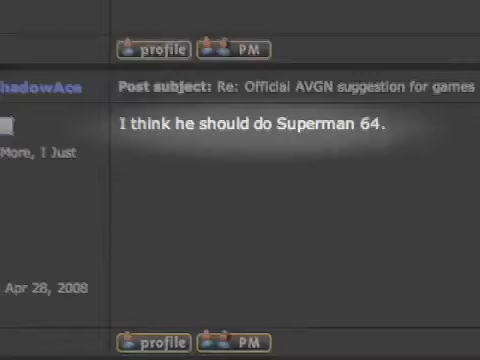 profile PM
hadowAce Post subject: Re: Official AVGN suggestion for games
I think he should do Superman 64.
More, I Just
Apr 28, 2008
profile PM